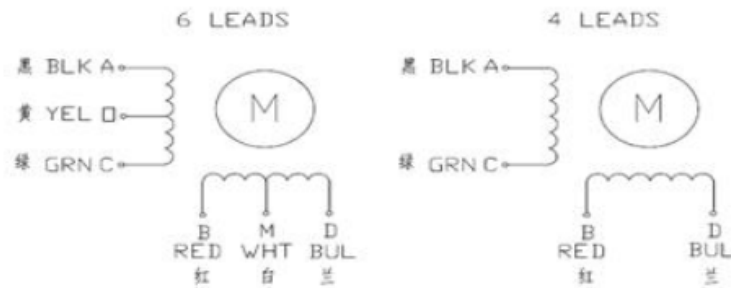 6 LEADS
黑 BLK A
黄 YEL O
绿 GRN C
M
B M D
RED WHT BUL
红 白 兰
4 LEADS
黑 BLK A
绿 GRN C
M
B D
RED BUL
红 兰